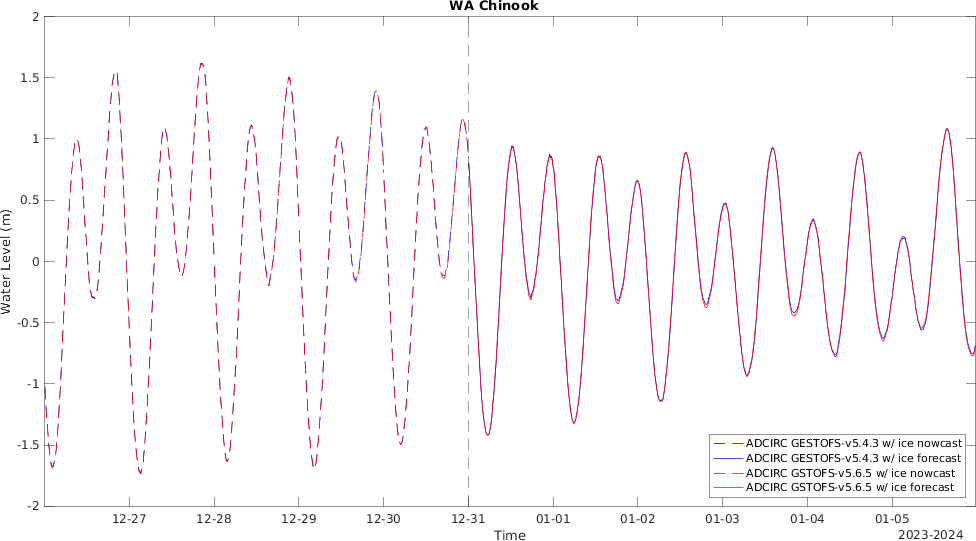 WA Chinook
2
1.5
1
0.5
0
-0.5
-1
-1.5
-2
Water Level (m)
12-27
12-28
12-29
12-30
12-31
01-01
01-02
01-03
01-04
01-05
Time
2023-2024
ADCIRC GESTOFS-v5.4.3 w/ ice nowcast
ADCIRC GESTOFS-v5.4.3 w/ ice forecast
ADCIRC GSTOFS-v5.6.5 w/ ice nowcast
ADCIRC GSTOFS-v5.6.5 w/ ice forecast